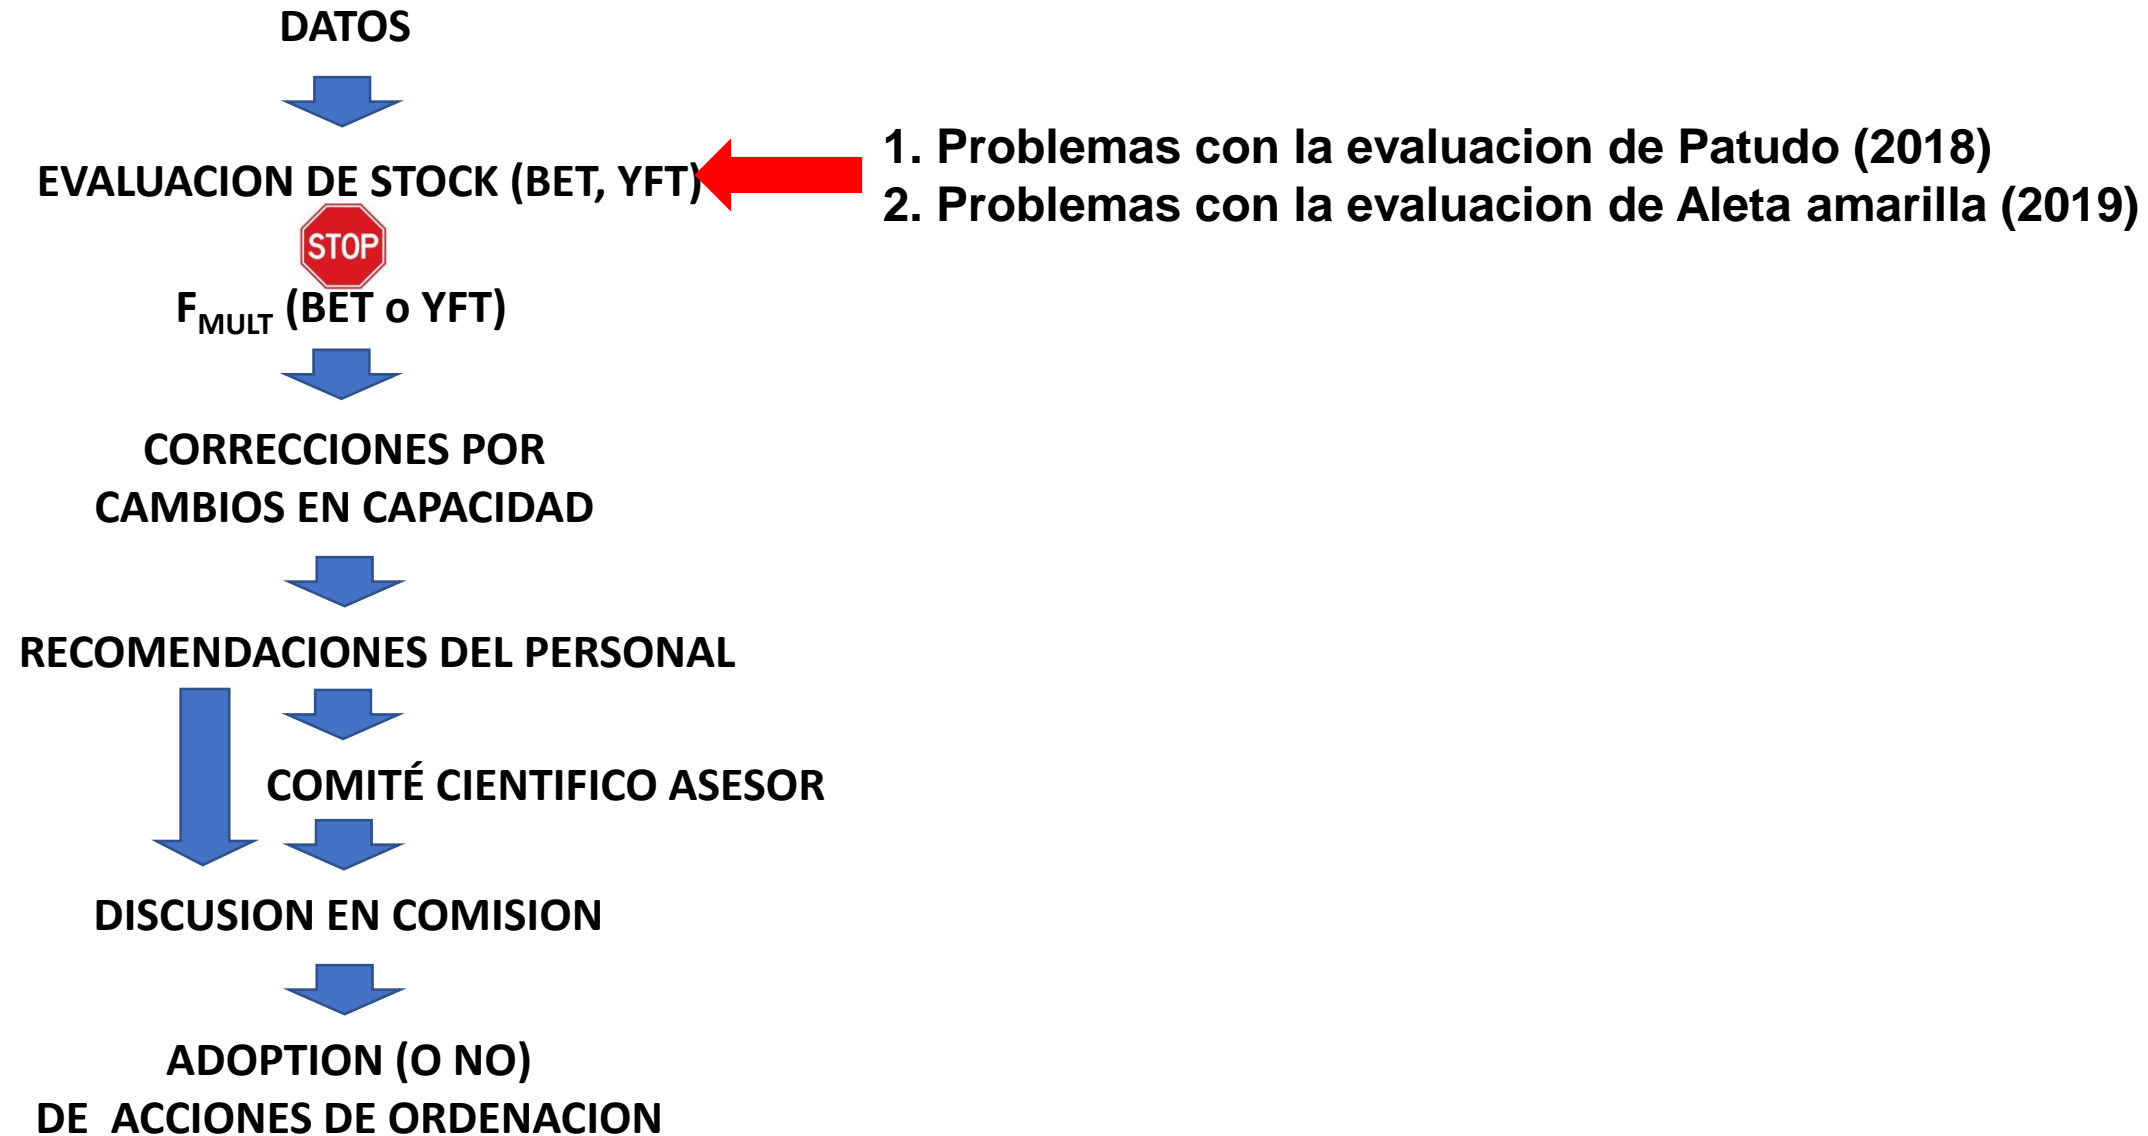 DATOS
EVALUACION DE STOCK (BET, YFT)
1. Problemas con la evaluacion de Patudo (2018)
2. Problemas con la evaluacion de Aleta amarilla (2019)
STOP
FMULT (BET o YFT)
CORRECCIONES POR
CAMBIOS EN CAPACIDAD
RECOMENDACIONES DEL PERSONAL
COMITÉ CIENTIFICO ASESOR
DISCUSION EN COMISION
ADOPTION (O NO)
DE ACCIONES DE ORDENACION